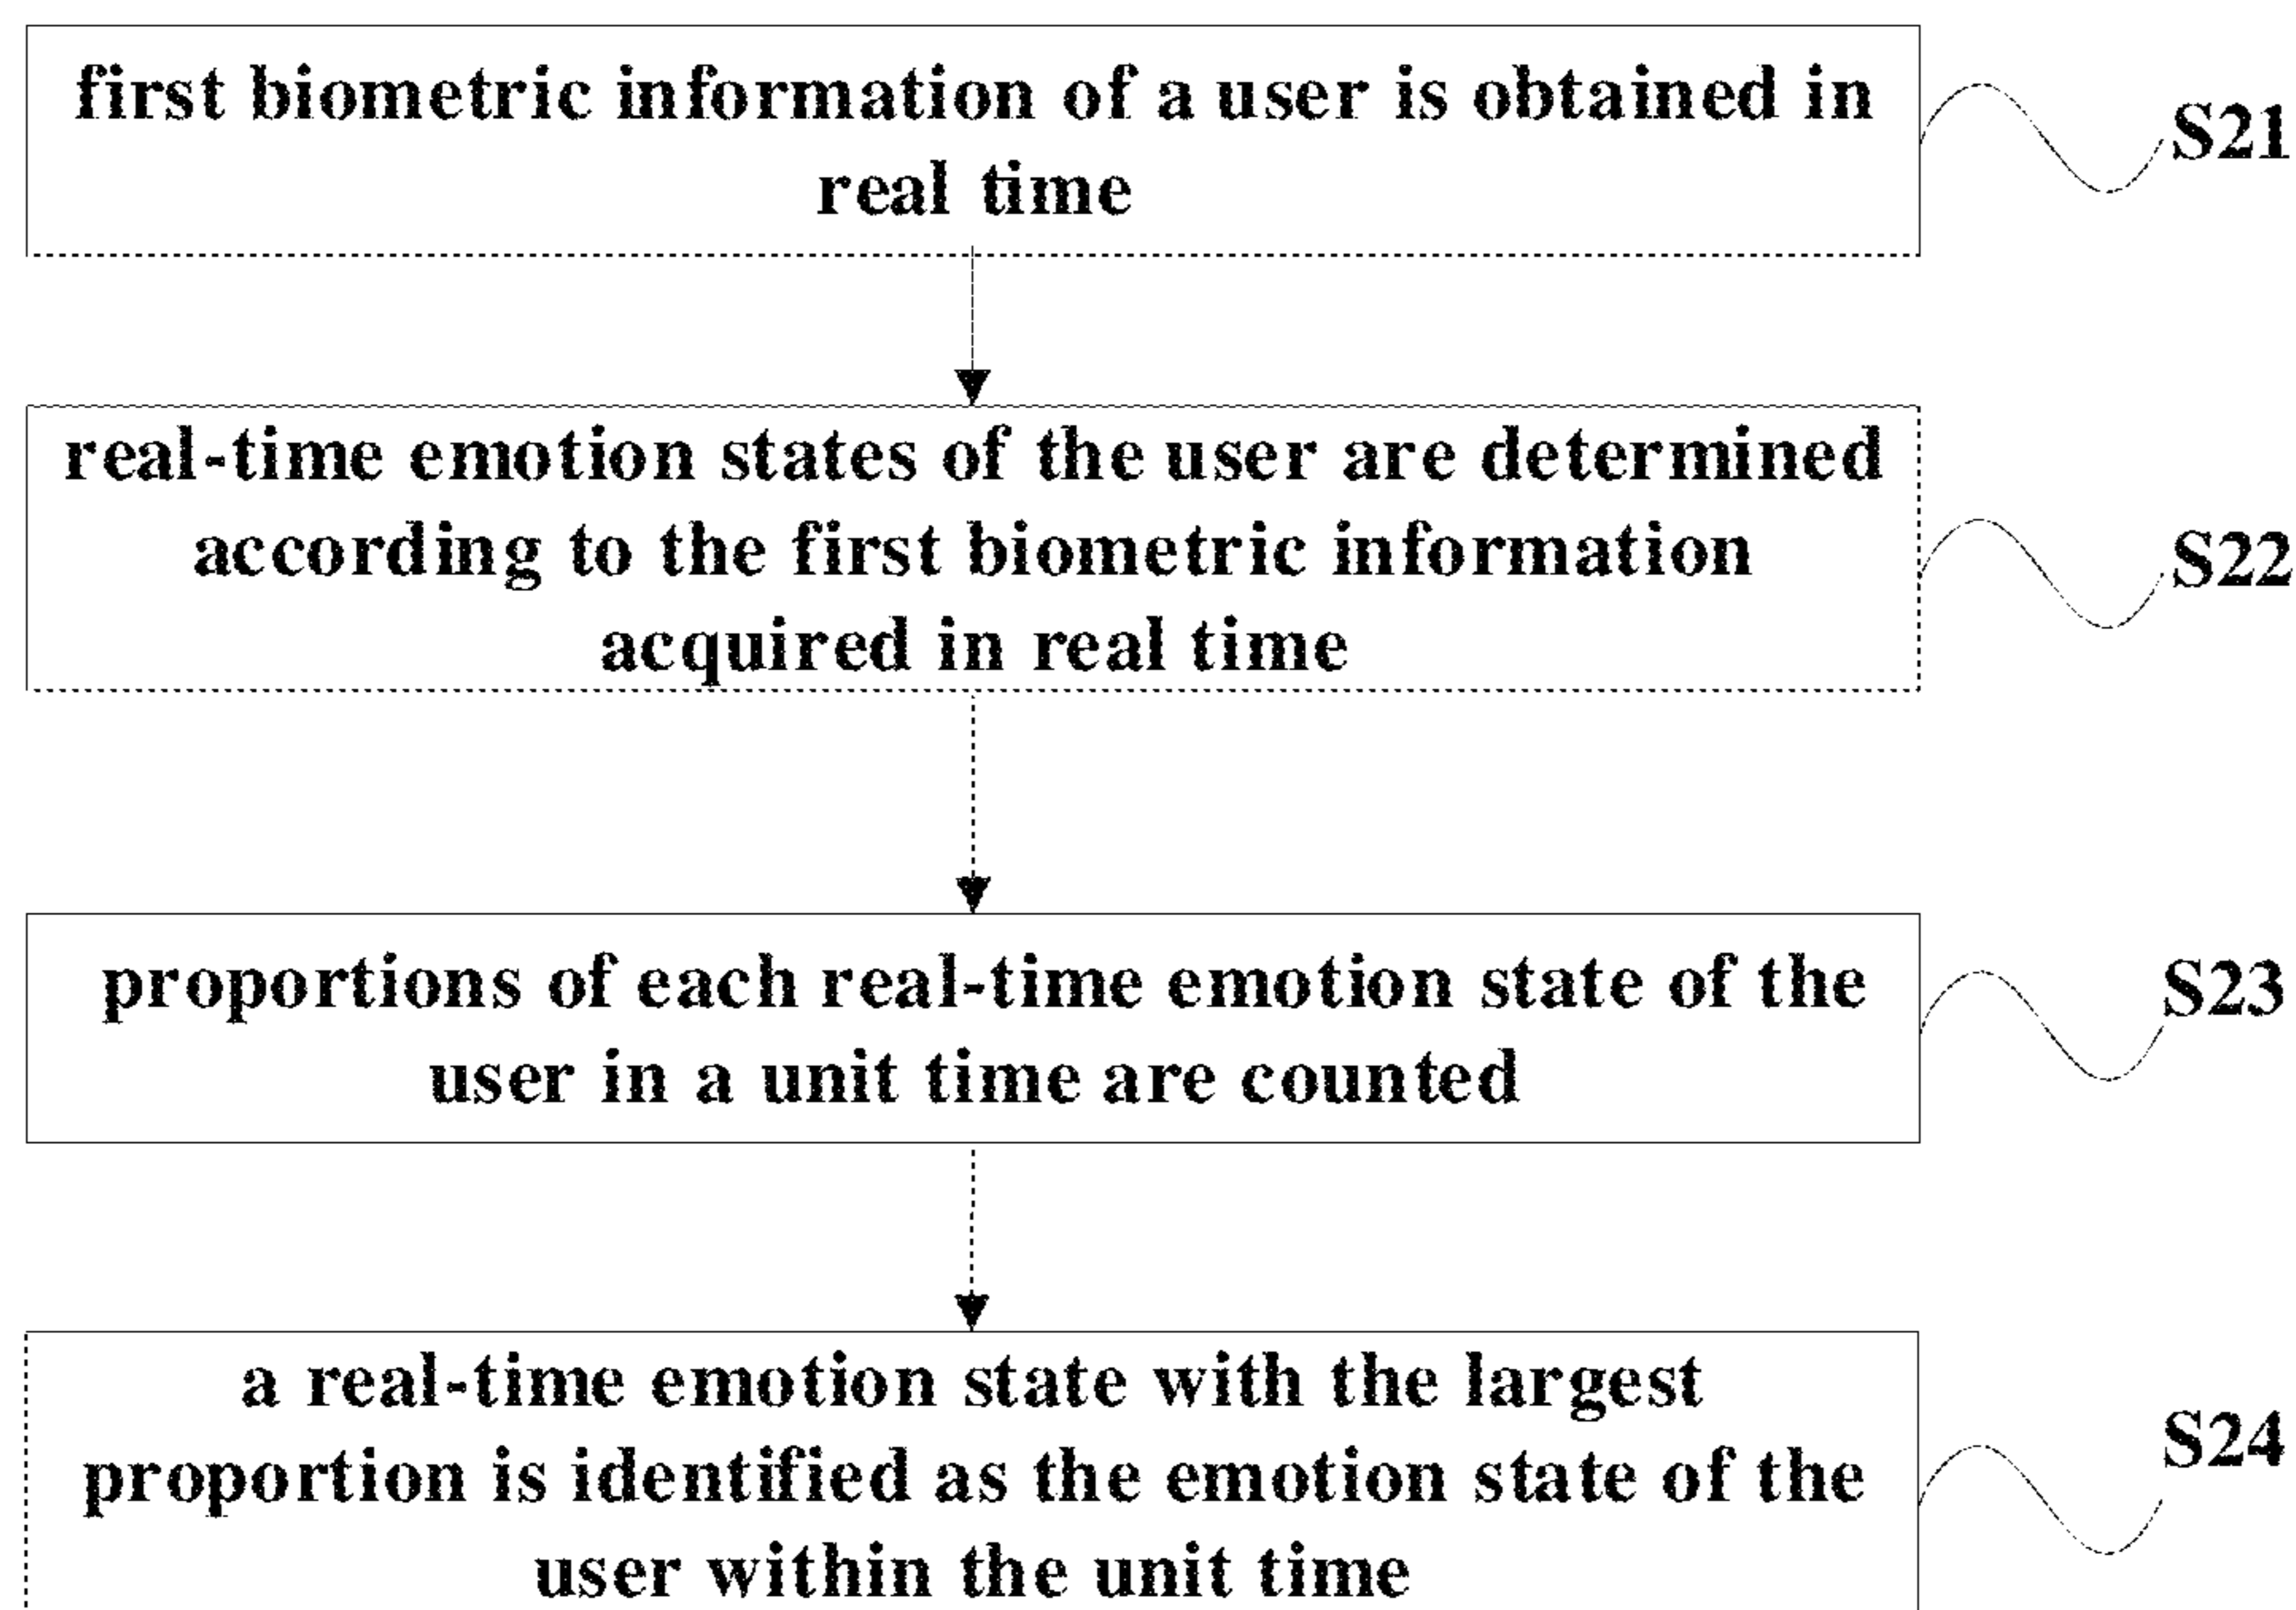 first biometric information of a user is obtained in
real time
S21
real-time emotion states of the user are determined
according to the first biometric information
acquired in real time
S22
proportions of each real-time emotion state of the
user in a unit time are counted
S23
a real-time emotion state with the largest
proportion is identified as the emotion state of the
user within the unit time
S24